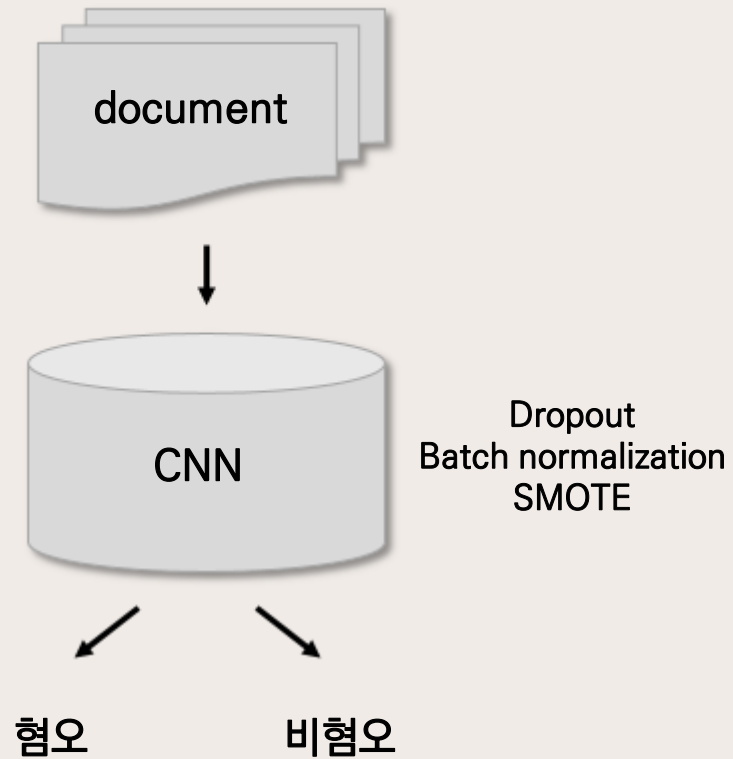 document
CNN
Dropout
Batch normalization
SMOTE
혐오
비혐오